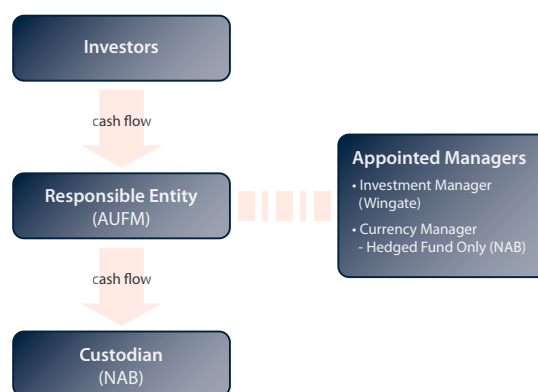 Investors
cash flow
Responsible Entity
(AUFM)
cash flow
Custodian
(NAB)
Appointed Managers
• Investment Manager
(Wingate)
• Currency Manager
- Hedged Fund Only (NAB)